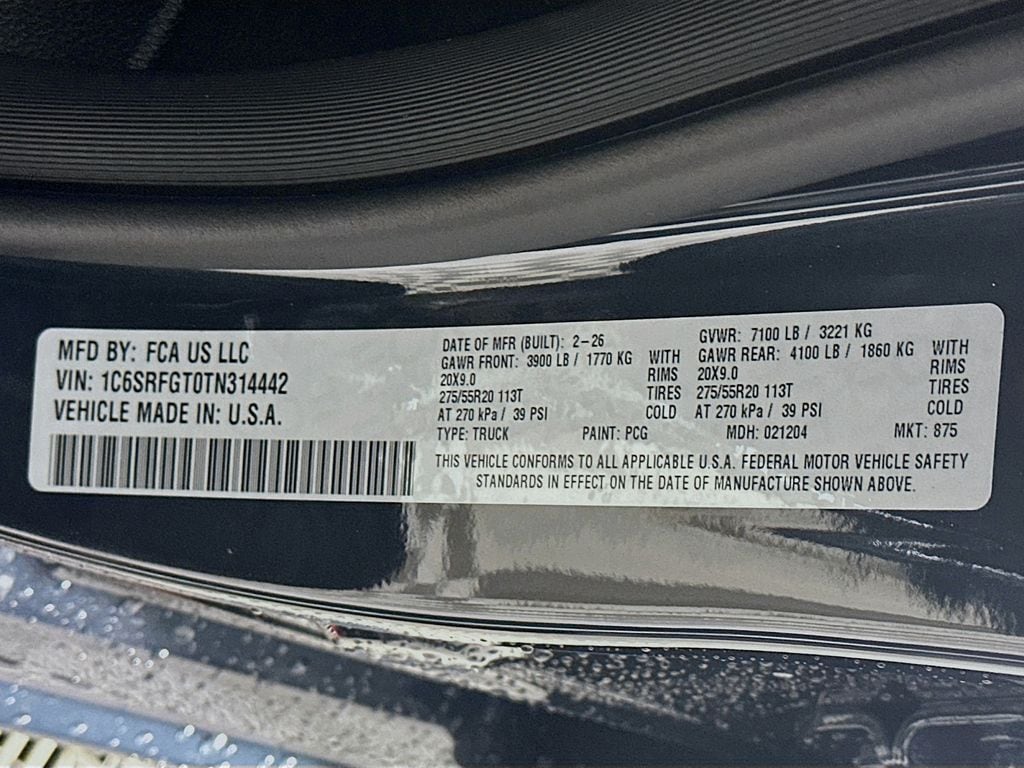 MFD BY: FCA US LLC
VIN: 1C6SRFGT0TN314442
VEHICLE MADE IN: U.S.A.
DATE OF MFR (BUILT): 2-26
GAWR FRONT: 3900 LB / 1770 KG WITH
20X9.0 RIMS
275/55R20 113T TIRES
AT 270 kPa / 39 PSI COLD
GVWR: 7100 LB / 3221 KG
GAWR REAR: 4100 LB / 1860 KG WITH
20X9.0 RIMS
275/55R20 113T TIRES
AT 270 kPa / 39 PSI COLD
TYPE: TRUCK PAINT: PCG MDH: 021204 MKT: 875
THIS VEHICLE CONFORMS TO ALL APPLICABLE U.S.A. FEDERAL MOTOR VEHICLE SAFETY
STANDARDS IN EFFECT ON THE DATE OF MANUFACTURE SHOWN ABOVE.